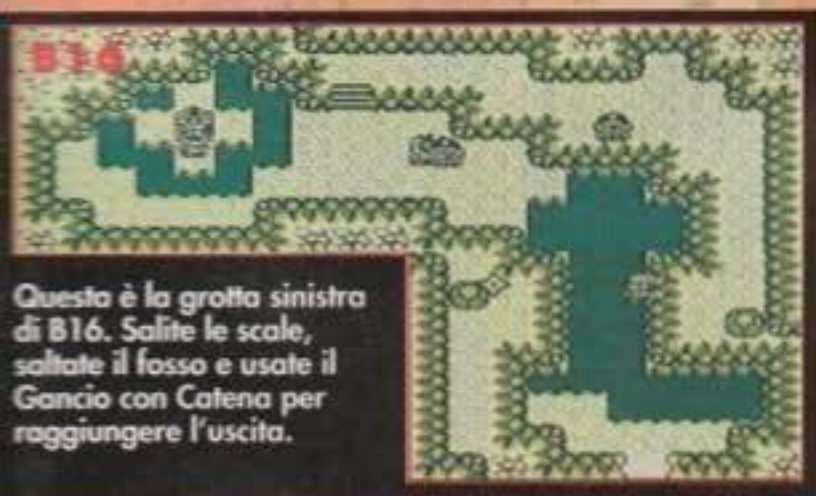 B16
Questa è la grotta sinistra
di B16. Salite le scale,
saltate il fosso e usate il
Gancio con Catena per
raggiungere l'uscita.